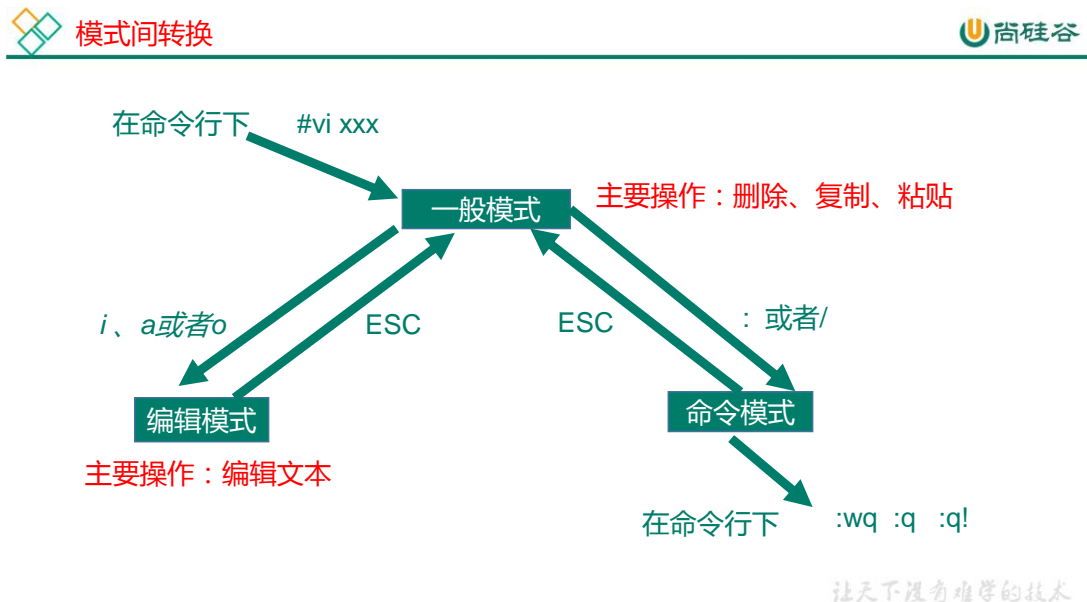 模式间转换
尚硅谷
在命令行下 #vi xxx
一般模式
主要操作：删除、复制、粘贴
i 、a或者o
ESC
ESC
: 或者/
编辑模式
命令模式
主要操作：编辑文本
在命令行下 :wq :q :q!
让天下没有难学的技术